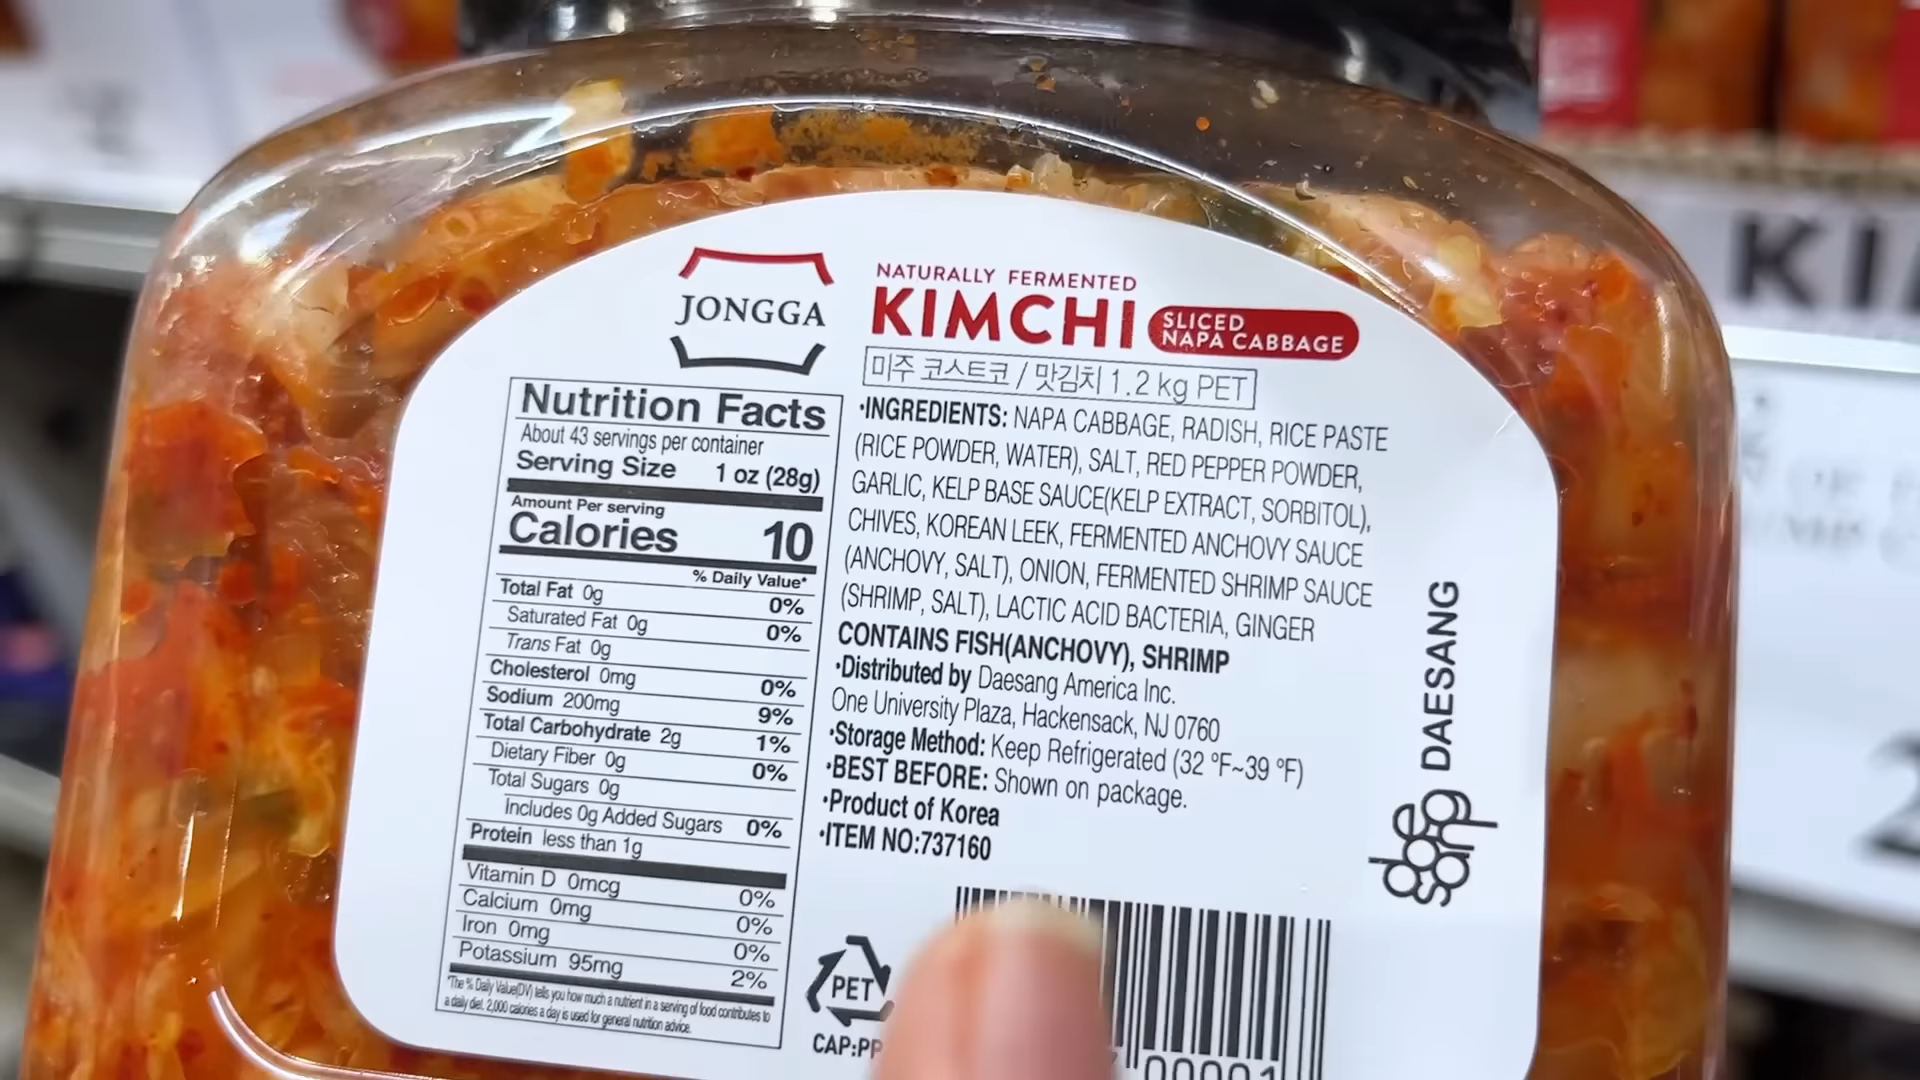 JONGGA
NATURALLY FERMENTED
KIMCHI
SLICED
NAPA CABBAGE
미주 코스트코 / 맛김치 1.2 kg PET
Nutrition Facts
About 43 servings per container
Serving Size 1 oz (28g)
Amount Per serving
Calories 10
% Daily Value*
Total Fat 0g 0%
Saturated Fat 0g 0%
Trans Fat 0g
Cholesterol 0mg 0%
Sodium 200mg 9%
Total Carbohydrate 2g 1%
Dietary Fiber 0g 0%
Total Sugars 0g
Includes 0g Added Sugars 0%
Protein less than 1g
Vitamin D 0mcg 0%
Calcium 0mg 0%
Iron 0mg 0%
Potassium 95mg 2%
*The % Daily Value(DV) tells you how much a nutrient in a serving of food contributes to
a daily diet. 2,000 calories a day is used for general nutrition advice.
•INGREDIENTS: NAPA CABBAGE, RADISH, RICE PASTE
(RICE POWDER, WATER), SALT, RED PEPPER POWDER,
GARLIC, KELP BASE SAUCE(KELP EXTRACT, SORBITOL),
CHIVES, KOREAN LEEK, FERMENTED ANCHOVY SAUCE
(ANCHOVY, SALT), ONION, FERMENTED SHRIMP SAUCE
(SHRIMP, SALT), LACTIC ACID BACTERIA, GINGER
CONTAINS FISH(ANCHOVY), SHRIMP
•Distributed by Daesang America Inc.
One University Plaza, Hackensack, NJ 0760
•Storage Method: Keep Refrigerated (32 °F~39 °F)
•BEST BEFORE: Shown on package.
•Product of Korea
•ITEM NO:737160
PET
CAP:PP
00001
daesang DAESANG